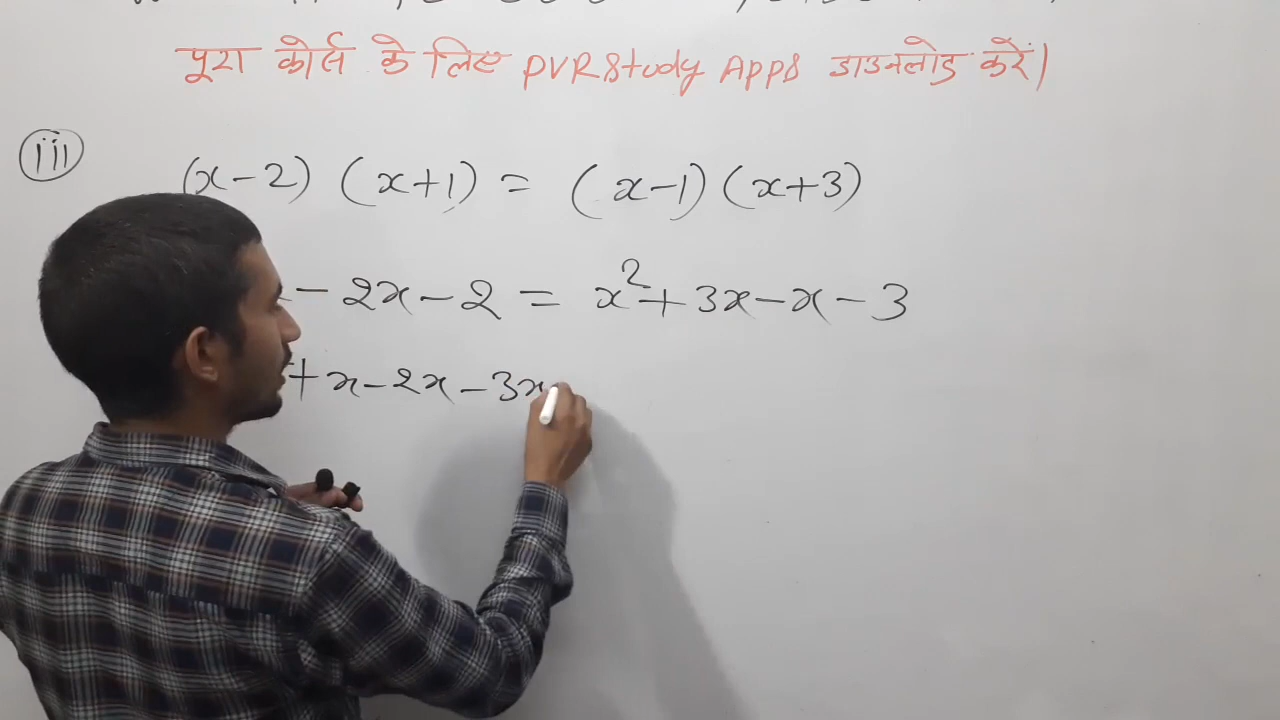 पूरा कोर्स के लिए PVR Study Apps डाउनलोड करें।
(iii) (x-2) (x+1) = (x-1) (x+3)
- 2x - 2 = x² + 3x - x - 3
+ x - 2x - 3x